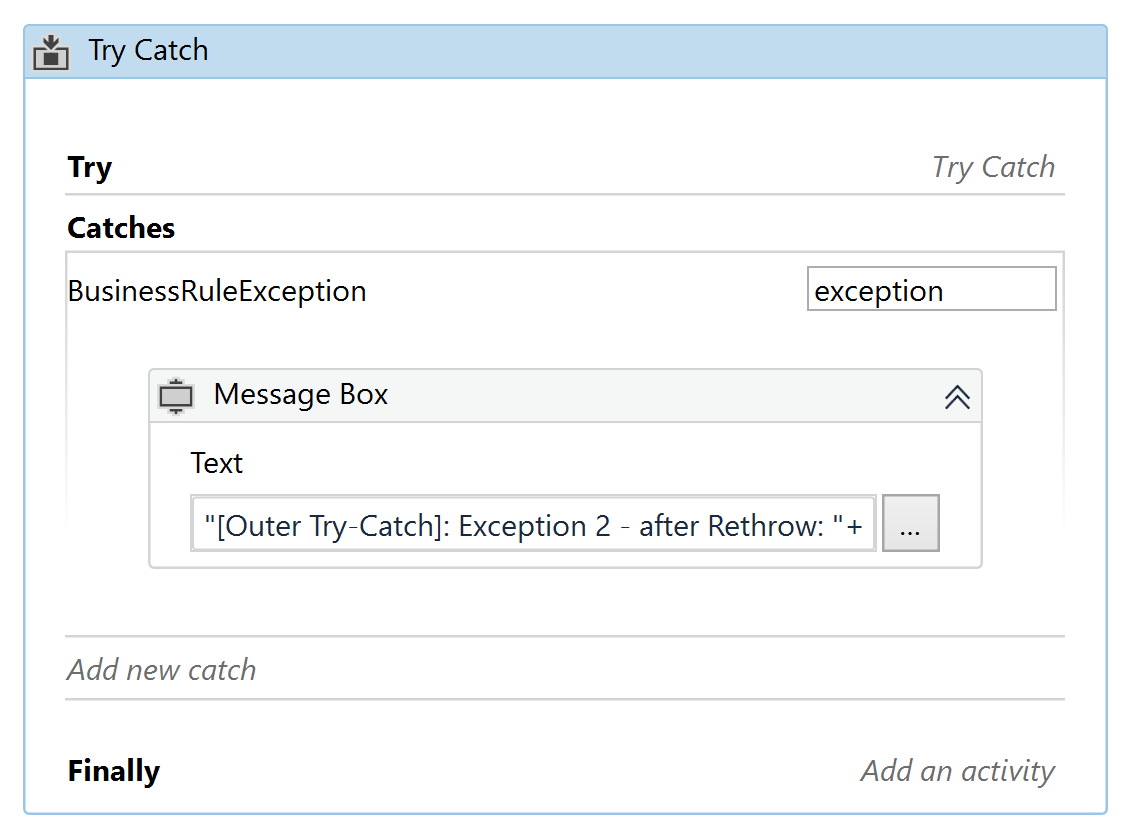 Try Catch
Try Try Catch
Catches
BusinessRuleException exception
Message Box
Text
"[Outer Try-Catch]: Exception 2 - after Rethrow: "+ ...
Add new catch
Finally Add an activity